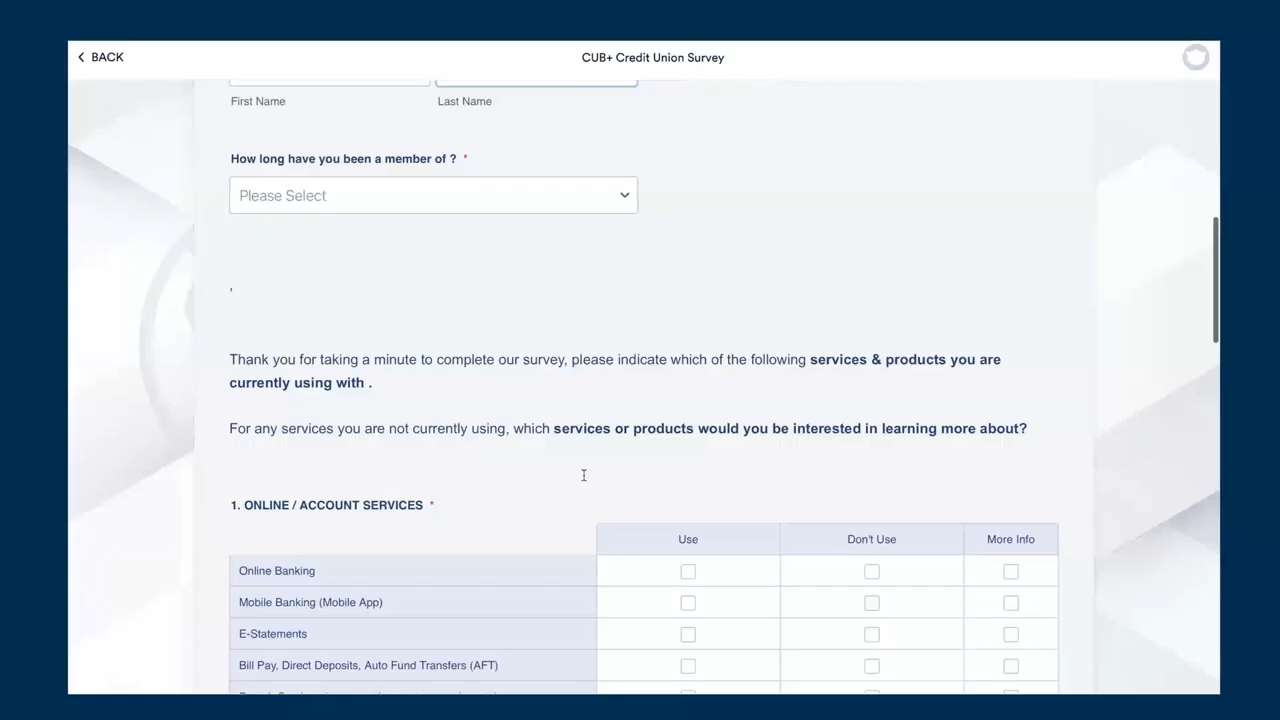 BACK
CUB+ Credit Union Survey
First Name
Last Name
How long have you been a member of ? *
Please Select
,
Thank you for taking a minute to complete our survey, please indicate which of the following services & products you are
currently using with .
For any services you are not currently using, which services or products would you be interested in learning more about?
1. ONLINE / ACCOUNT SERVICES *
Use Don't Use More Info
Online Banking
Mobile Banking (Mobile App)
E-Statements
Bill Pay, Direct Deposits, Auto Fund Transfers (AFT)